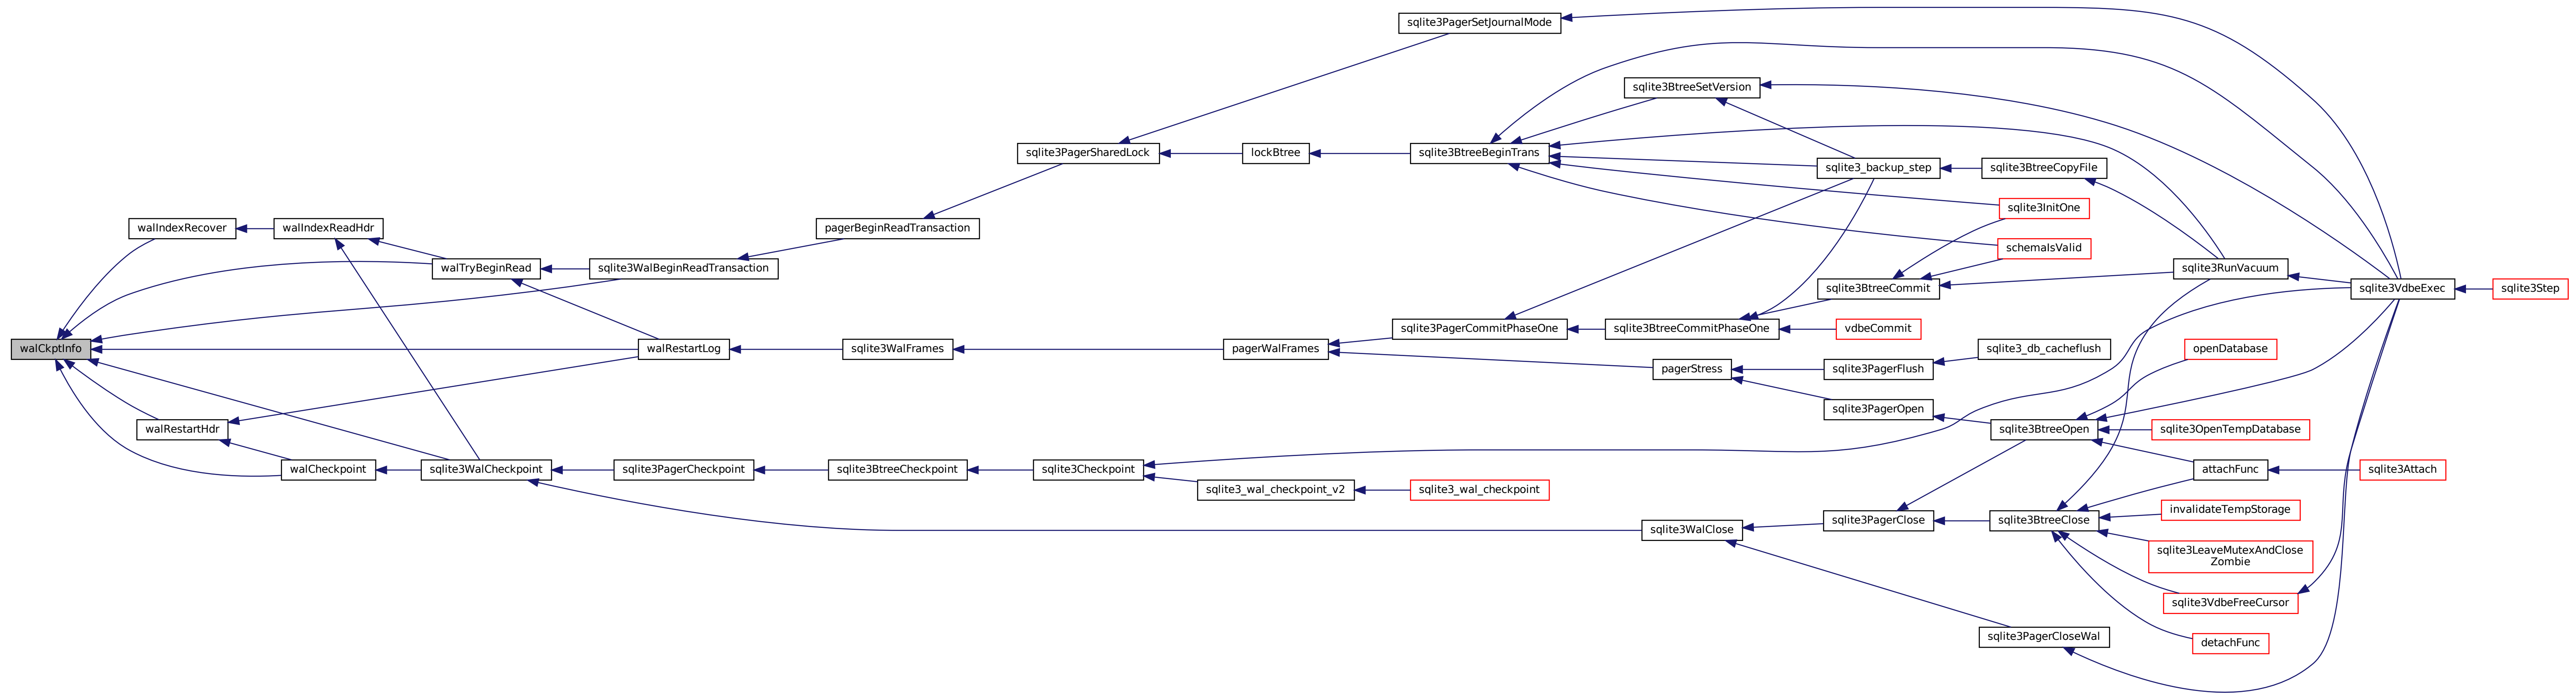 sqlite3PagerSetJournalMode
sqlite3BtreeSetVersion
sqlite3PagerSharedLock
lockBtree
sqlite3BtreeBeginTrans
sqlite3_backup_step
sqlite3BtreeCopyFile
sqlite3InitOne
walIndexRecover
walIndexReadHdr
pagerBeginReadTransaction
schemaIsValid
walTryBeginRead
sqlite3WalBeginReadTransaction
sqlite3RunVacuum
sqlite3BtreeCommit
sqlite3VdbeExec
sqlite3Step
sqlite3PagerCommitPhaseOne
sqlite3BtreeCommitPhaseOne
vdbeCommit
walCkptInfo
walRestartLog
sqlite3WalFrames
pagerWalFrames
sqlite3_db_cacheflush
openDatabase
pagerStress
sqlite3PagerFlush
sqlite3PagerOpen
walRestartHdr
sqlite3BtreeOpen
sqlite3OpenTempDatabase
walCheckpoint
sqlite3WalCheckpoint
sqlite3PagerCheckpoint
sqlite3BtreeCheckpoint
sqlite3Checkpoint
attachFunc
sqlite3Attach
sqlite3_wal_checkpoint_v2
sqlite3_wal_checkpoint
invalidateTempStorage
sqlite3WalClose
sqlite3PagerClose
sqlite3BtreeClose
sqlite3LeaveMutexAndClose
Zombie
sqlite3VdbeFreeCursor
sqlite3PagerCloseWal
detachFunc